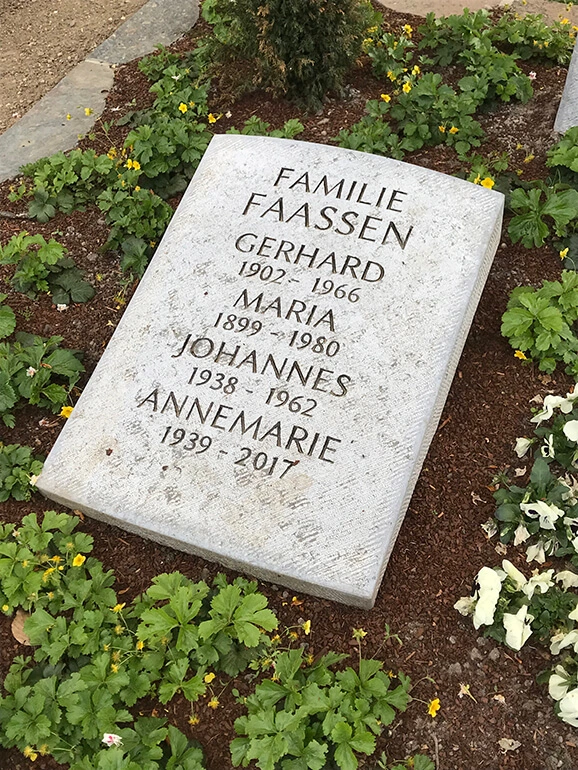 FAMILIE
FAASSEN
GERHARD
1902 - 1966
MARIA
1899 - 1980
JOHANNES
1938 - 1962
ANNEMARIE
1939 - 2017